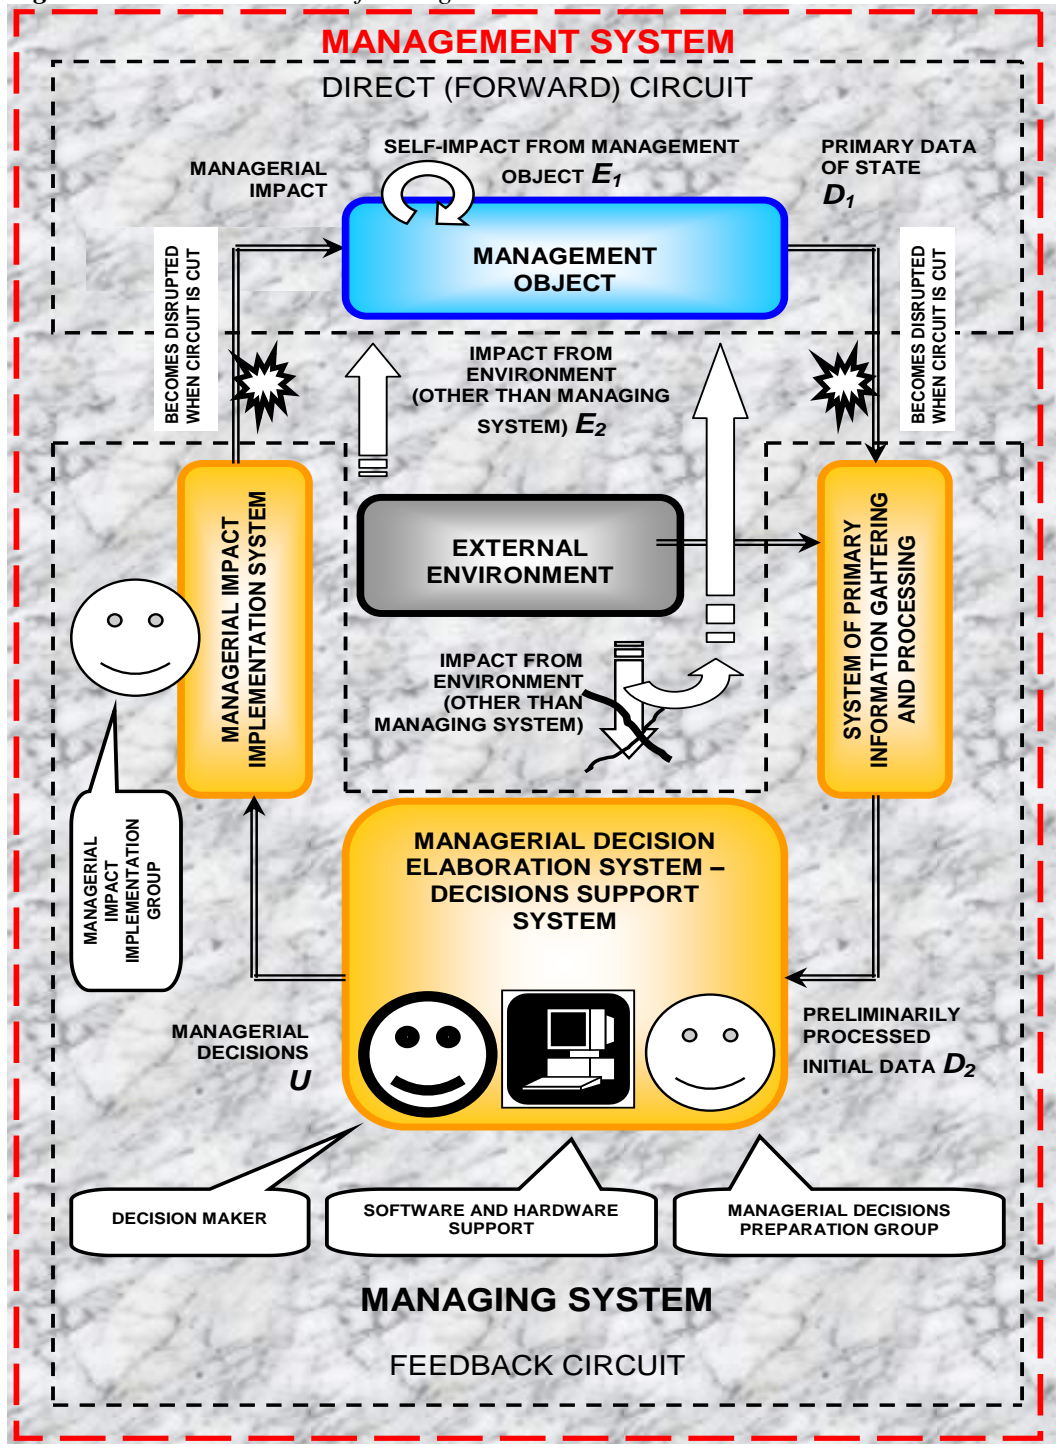 MANAGEMENT SYSTEM
DIRECT (FORWARD) CIRCUIT
SELF-IMPACT FROM MANAGEMENT
OBJECT E1
MANAGERIAL
IMPACT
PRIMARY DATA
OF STATE
D1
MANAGEMENT
OBJECT
BECOMES DISRUPTED
WHEN CIRCUIT IS CUT
BECOMES DISRUPTED
WHEN CIRCUIT IS CUT
IMPACT FROM
ENVIRONMENT
(OTHER THAN MANAGING
SYSTEM) E2
MANAGERIAL IMPACT
IMPLEMENTATION SYSTEM
EXTERNAL
ENVIRONMENT
SYSTEM OF PRIMARY
INFORMATION GAHTERING
AND PROCESSING
IMPACT FROM
ENVIRONMENT
(OTHER THAN
MANAGING SYSTEM)
MANAGERIAL
IMPACT
IMPLEMENTATION
GROUP
MANAGERIAL DECISION
ELABORATION SYSTEM –
DECISIONS SUPPORT
SYSTEM
MANAGERIAL
DECISIONS
U
PRELIMINARILY
PROCESSED
INITIAL DATA D2
DECISION MAKER
SOFTWARE AND HARDWARE
SUPPORT
MANAGERIAL DECISIONS
PREPARATION GROUP
MANAGING SYSTEM
FEEDBACK CIRCUIT